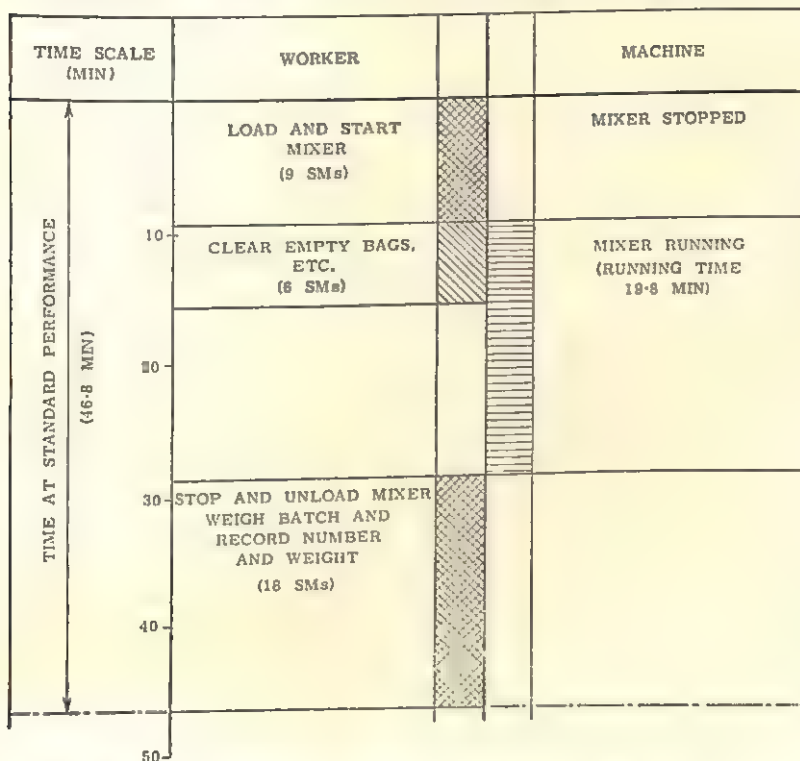 TIME SCALE
(MIN)
WORKER
MACHINE
LOAD AND START
MIXER
(9 SMs)
MIXER STOPPED
10
CLEAR EMPTY BAGS,
ETC.
(6 SMs)
MIXER RUNNING
(RUNNING TIME
19·8 MIN)
TIME AT STANDARD PERFORMANCE
(46·8 MIN)
20
30
STOP AND UNLOAD MIXER
WEIGH BATCH AND
RECORD NUMBER
AND WEIGHT
(18 SMs)
40
50